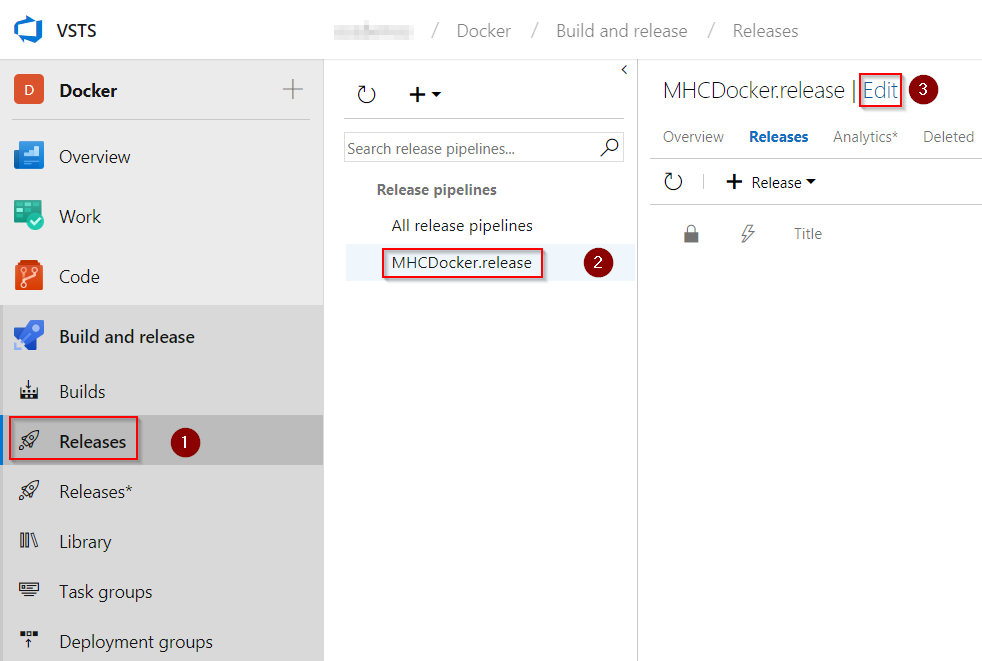 VSTS
/ Docker / Build and release / Releases
D Docker
Overview
Work
Code
Build and release
Builds
Releases 1
Releases*
Library
Task groups
Deployment groups
Search release pipelines...
Release pipelines
All release pipelines
MHCDocker.release 2
MHCDocker.release | Edit 3
Overview Releases Analytics* Deleted
Release
Title